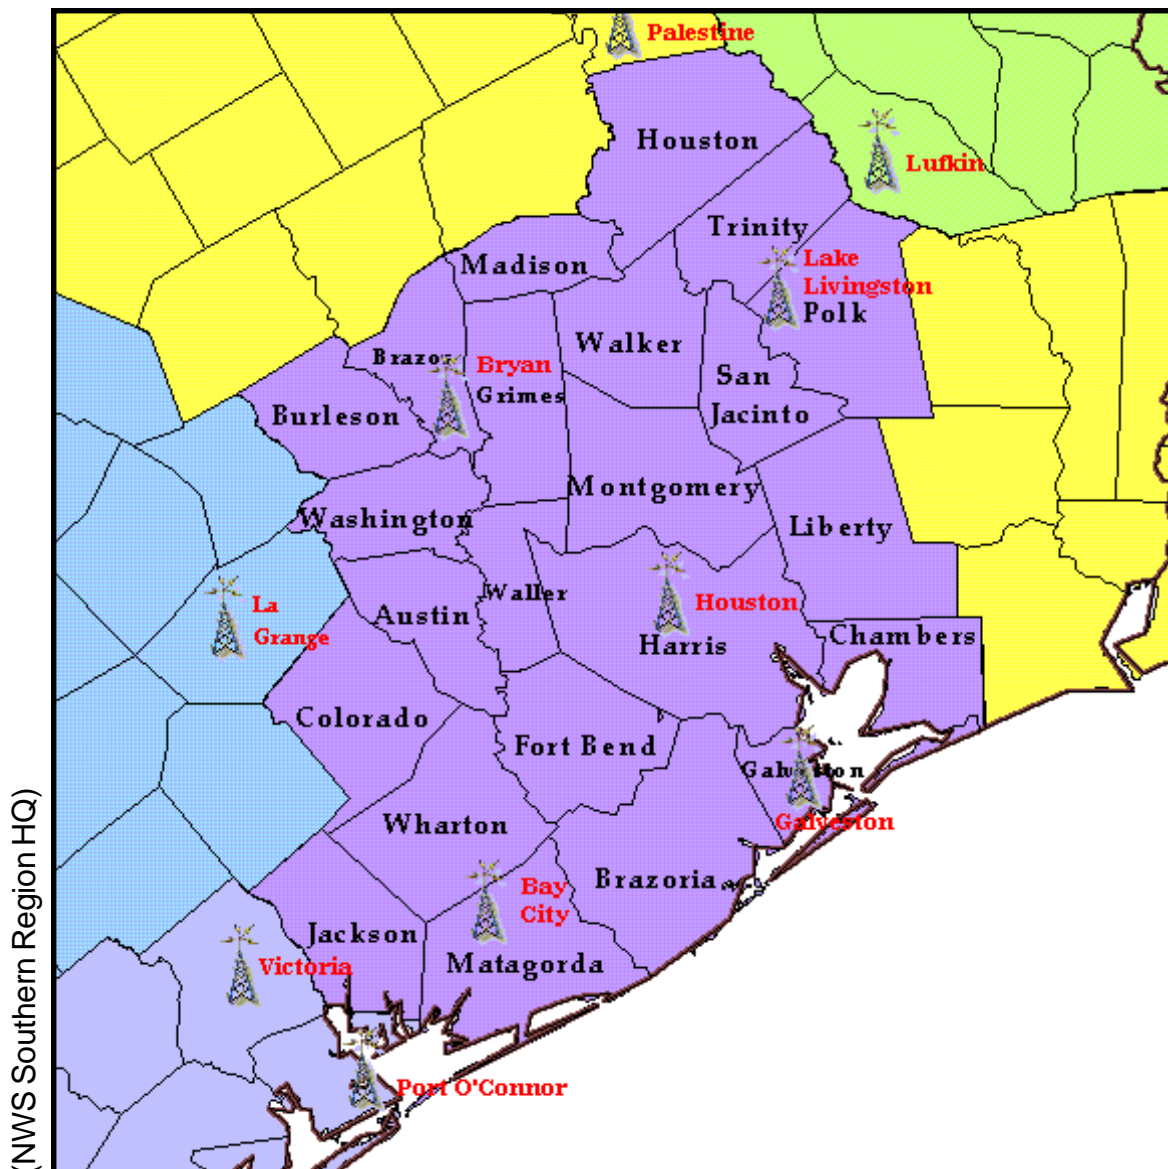 Palestine
Houston
Lufkin
Trinity
Lake
Livingston
Madison
Polk
Walker
Brazos
Bryan
San
Grimes
Burleson
Jacinto
Montgomery
Washington
Liberty
Waller
La
Houston
Austin
Grange
Harris
Chambers
Colorado
Fort Bend
Galveston
Wharton
Galveston
Bay
City
Brazoria
Jackson
Victoria
Matagorda
Port O'Connor
(NWS Southern Region HQ)